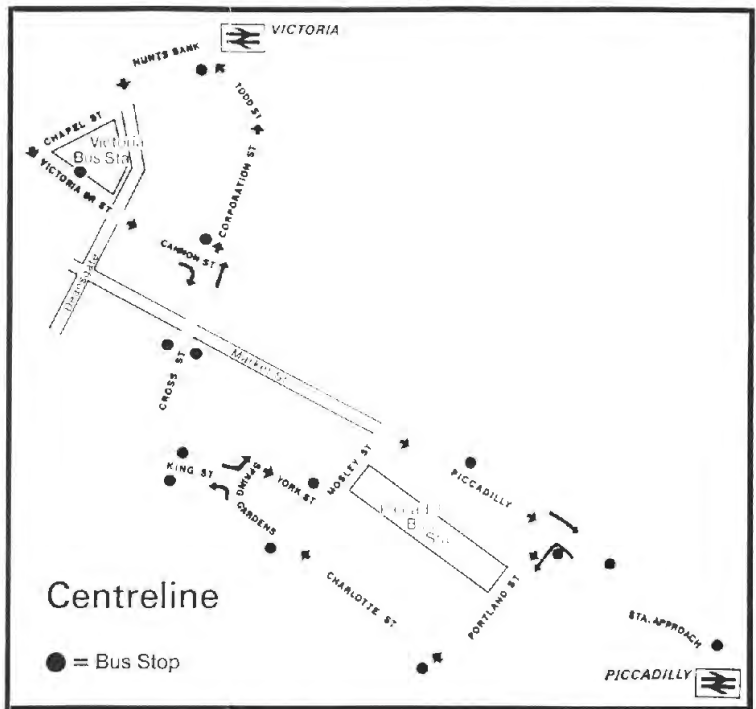 VICTORIA
HUNTS BANK
TODD ST
CHAPEL ST
Victoria
Bus Sta
VICTORIA BR ST
CORPORATION ST
CANNON ST
Deansgate
Market St
CROSS ST
MOSLEY ST
PICCADILLY
KING ST
SPRING
GARDENS
YORK ST
Bus
Sta
CHARLOTTE ST
PORTLAND ST
STA. APPROACH
Centreline
= Bus Stop
PICCADILLY